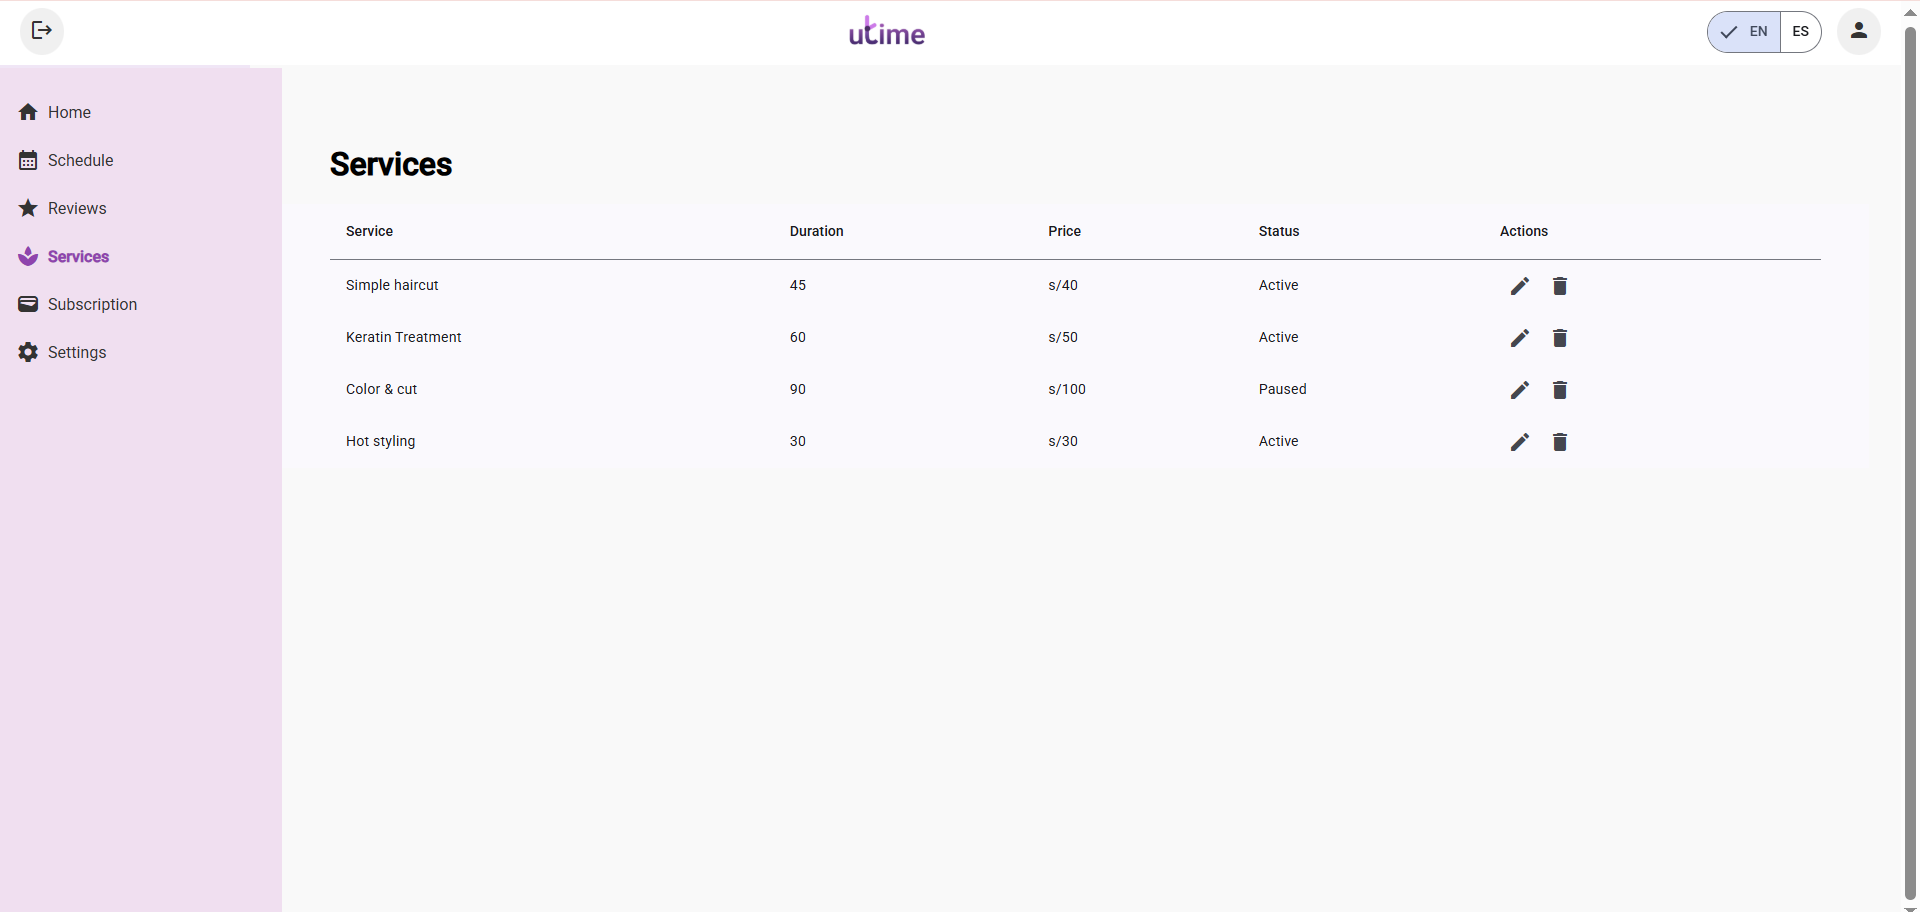 utime
EN ES
Home
Schedule
Reviews
Services
Subscription
Settings
Services
Service Duration Price Status Actions
Simple haircut 45 s/40 Active
Keratin Treatment 60 s/50 Active
Color & cut 90 s/100 Paused
Hot styling 30 s/30 Active